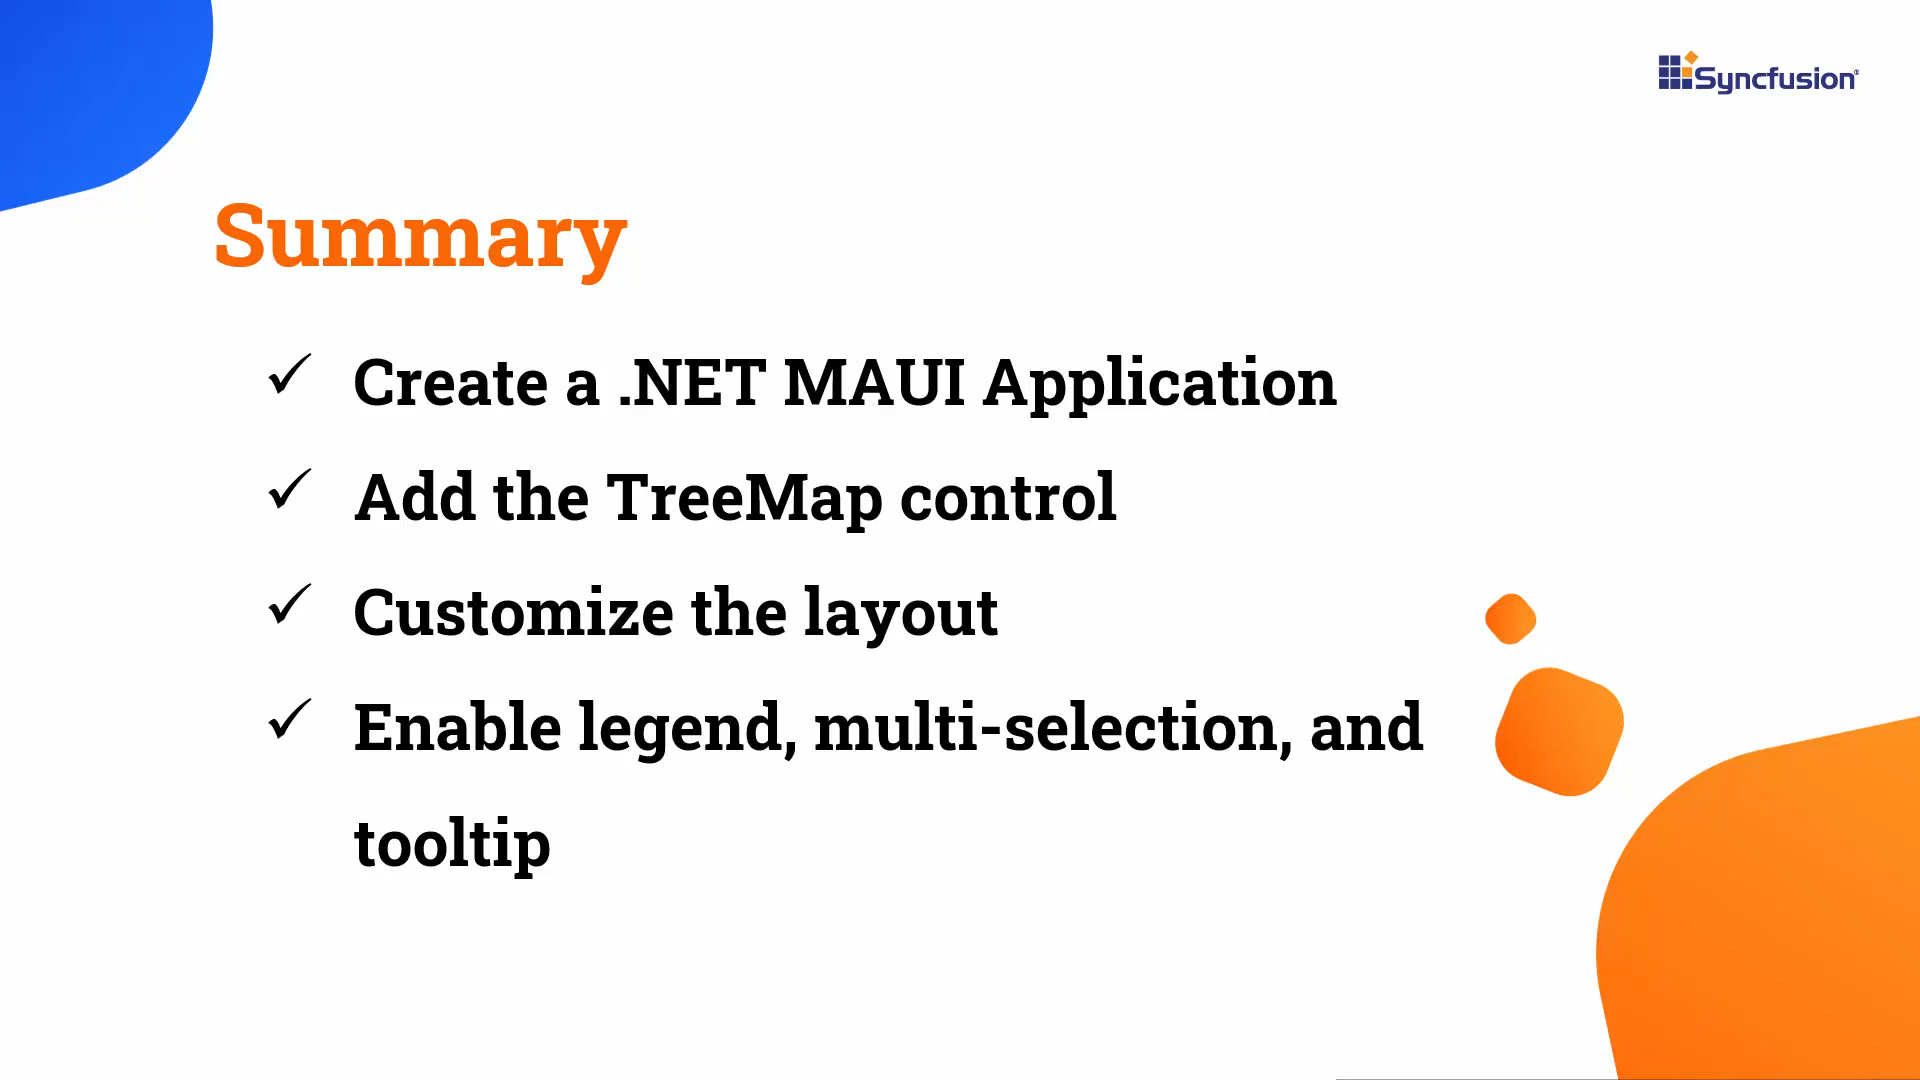 Syncfusion®
Summary
✓ Create a .NET MAUI Application
✓ Add the TreeMap control
✓ Customize the layout
✓ Enable legend, multi-selection, and
tooltip